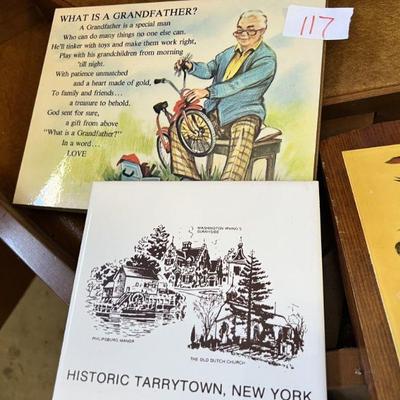 117
WHAT IS A GRANDFATHER?
A Grandfather is a special man
Who can do many things no one else can.
He'll tinker with toys and make them work right,
Play with his grandchildren from morning
'till night.
With patience unmatched
and a heart made of gold,
To family and friends...
a treasure to behold.
God sent for sure,
a gift from above
"What is a Grandfather?"
In a word...
LOVE
WASHINGTON IRVING'S
SUNNYSIDE
PHILIPSBURG MANOR
THE OLD DUTCH CHURCH
HISTORIC TARRYTOWN, NEW YORK